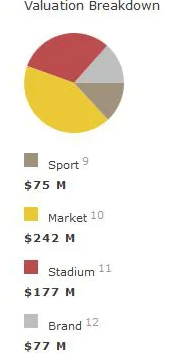 Valuation Breakdown
Sport 9
$75 M
Market 10
$242 M
Stadium 11
$177 M
Brand 12
$77 M